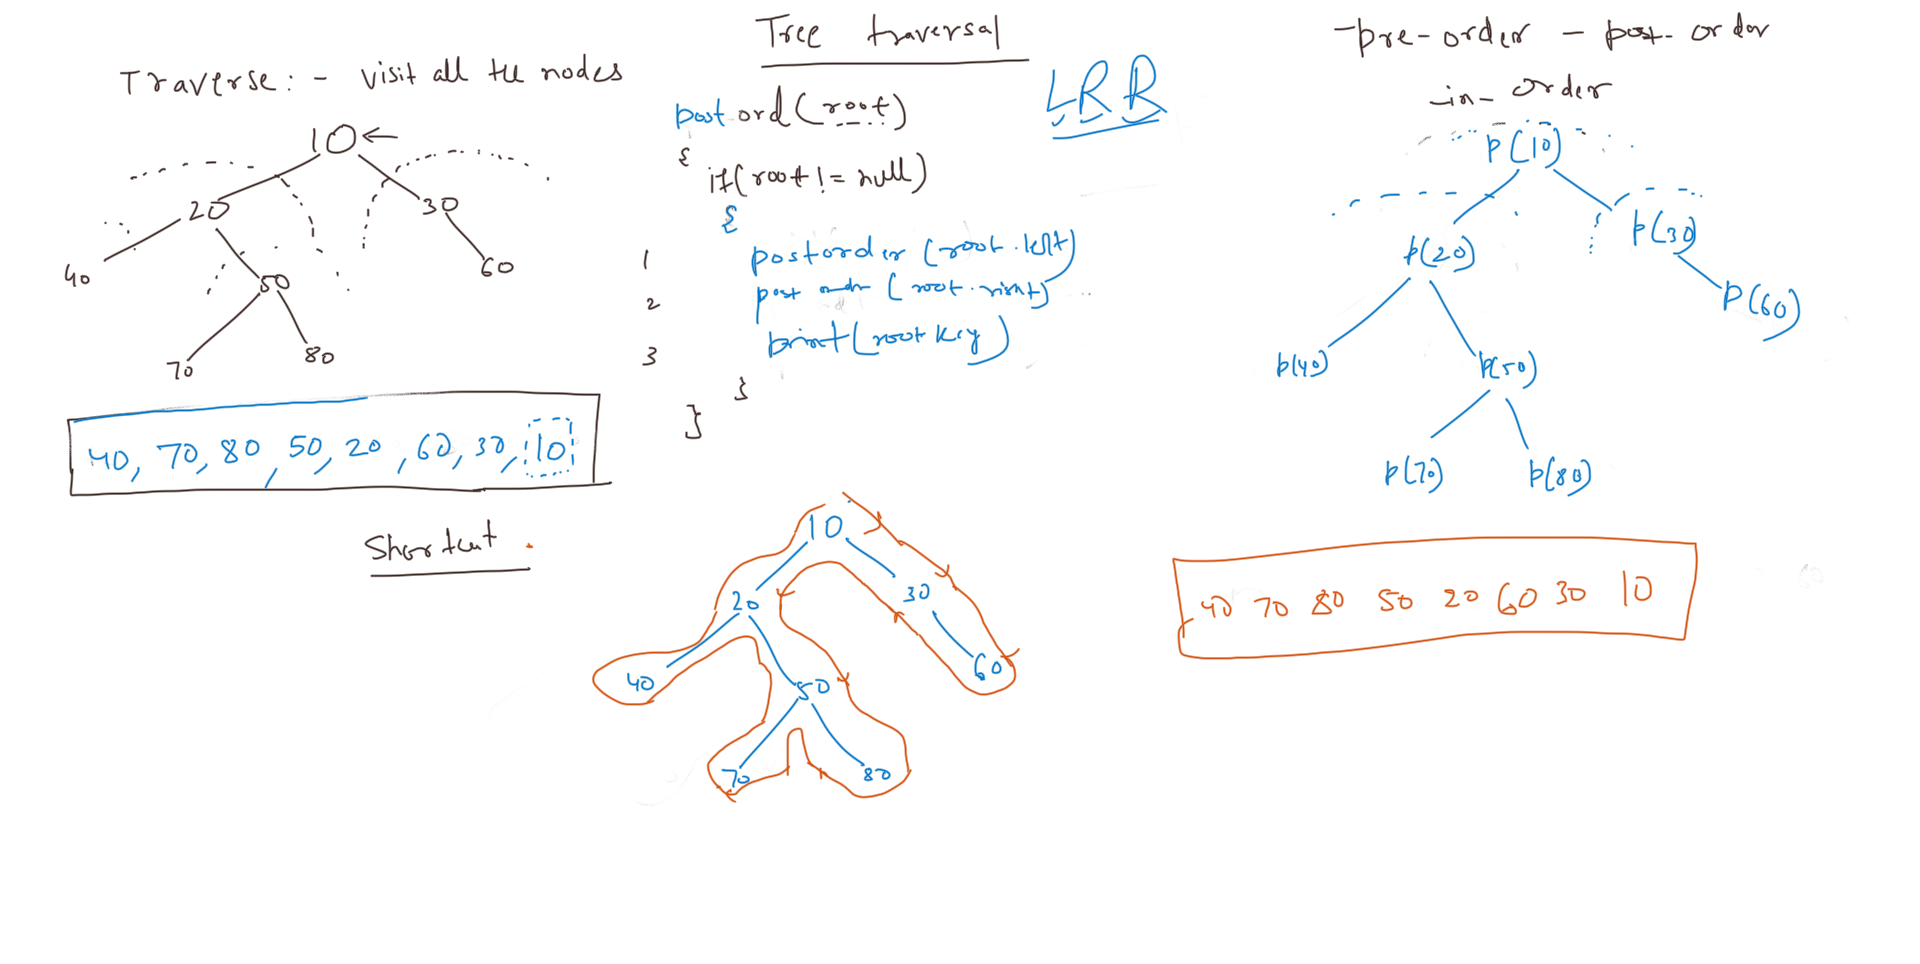 Tree traversal
-pre-order - post-order
-in-order
Traverse:- visit all the nodes
postord(root)
LRR
{
if(root != null)
{
1 postorder (root.left)
2 post order (root.right)
3 print(root key)
}
}
10
20 30
40 50 60
70 80
40, 70, 80, 50, 20, 60, 30, 10
p(10)
p(20) p(30)
p(40) p(50) p(60)
p(70) p(80)
Shortcut.
10
20 30
40 50 60
70 80
40 70 80 50 20 60 30 10